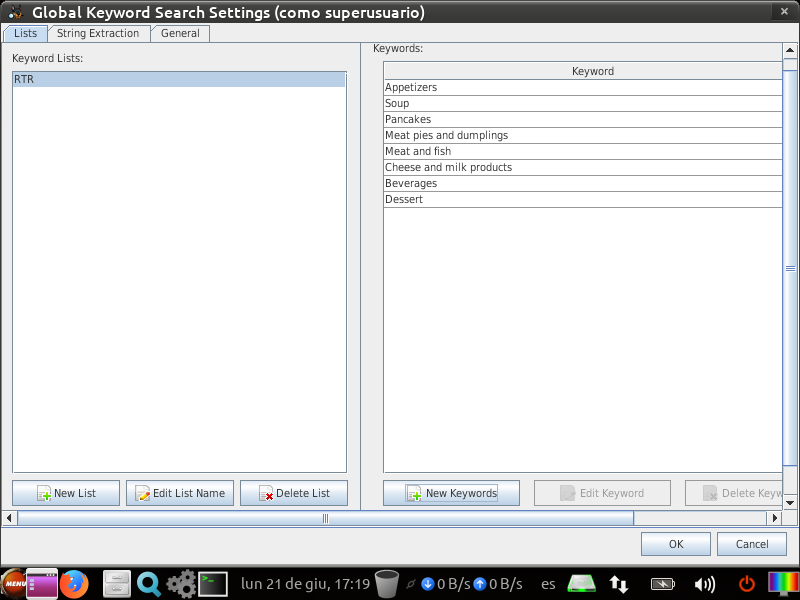 Global Keyword Search Settings (como superusuario)
Lists
String Extraction
General
Keyword Lists:
RTR
New List
Edit List Name
Delete List
Keywords:
Keyword
Appetizers
Soup
Pancakes
Meat pies and dumplings
Meat and fish
Cheese and milk products
Beverages
Dessert
New Keywords
Edit Keyword
Delete Keyw
OK
Cancel
MENU
lun 21 de giu, 17:19
0 B/s
0 B/s
es